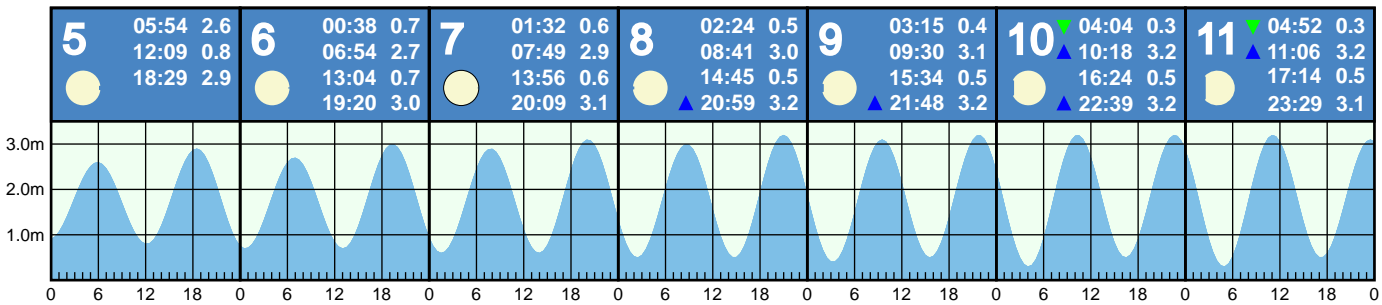 5
05:54 2.6
12:09 0.8
18:29 2.9
6
00:38 0.7
06:54 2.7
13:04 0.7
19:20 3.0
7
01:32 0.6
07:49 2.9
13:56 0.6
20:09 3.1
8
02:24 0.5
08:41 3.0
14:45 0.5
▲ 20:59 3.2
9
03:15 0.4
09:30 3.1
15:34 0.5
▲ 21:48 3.2
10
▼ 04:04 0.3
▲ 10:18 3.2
16:24 0.5
▲ 22:39 3.2
11
▼ 04:52 0.3
▲ 11:06 3.2
17:14 0.5
23:29 3.1
3.0m
2.0m
1.0m
0 6 12 18 0 6 12 18 0 6 12 18 0 6 12 18 0 6 12 18 0 6 12 18 0 6 12 18 0